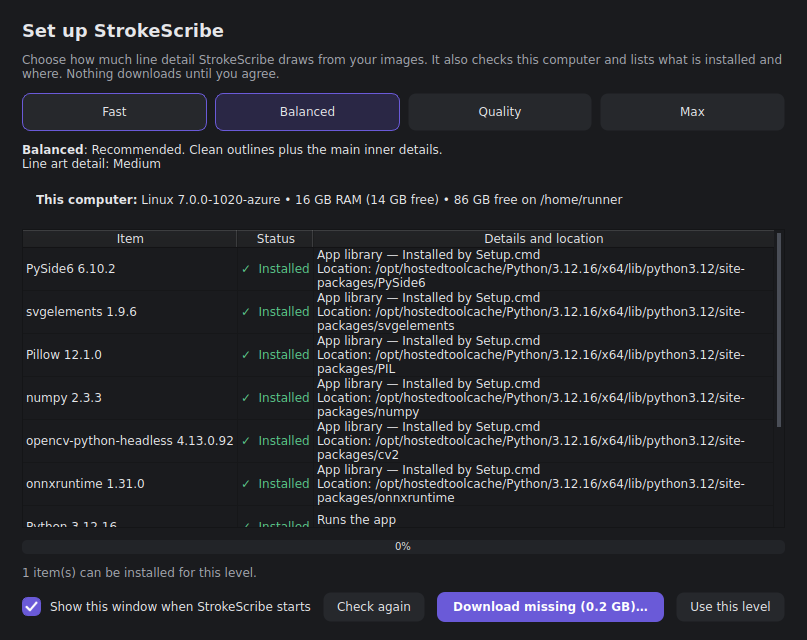 Set up StrokeScribe
Choose how much line detail StrokeScribe draws from your images. It also checks this computer and lists what is installed and
where. Nothing downloads until you agree.
Fast
Balanced
Quality
Max
Balanced: Recommended. Clean outlines plus the main inner details.
Line art detail: Medium
This computer: Linux 7.0.0-1020-azure • 16 GB RAM (14 GB free) • 86 GB free on /home/runner
Item Status Details and location
App library — Installed by Setup.cmd
PySide6 6.10.2 ✓ Installed Location: /opt/hostedtoolcache/Python/3.12.16/x64/lib/python3.12/site-
packages/PySide6
App library — Installed by Setup.cmd
svgelements 1.9.6 ✓ Installed Location: /opt/hostedtoolcache/Python/3.12.16/x64/lib/python3.12/site-
packages/svgelements
App library — Installed by Setup.cmd
Pillow 12.1.0 ✓ Installed Location: /opt/hostedtoolcache/Python/3.12.16/x64/lib/python3.12/site-
packages/PIL
App library — Installed by Setup.cmd
numpy 2.3.3 ✓ Installed Location: /opt/hostedtoolcache/Python/3.12.16/x64/lib/python3.12/site-
packages/numpy
App library — Installed by Setup.cmd
opencv-python-headless 4.13.0.92 ✓ Installed Location: /opt/hostedtoolcache/Python/3.12.16/x64/lib/python3.12/site-
packages/cv2
App library — Installed by Setup.cmd
onnxruntime 1.31.0 ✓ Installed Location: /opt/hostedtoolcache/Python/3.12.16/x64/lib/python3.12/site-
packages/onnxruntime
Python 3.12.16 ✓ Installed Runs the app
0%
1 item(s) can be installed for this level.
Show this window when StrokeScribe starts
Check again
Download missing (0.2 GB)...
Use this level